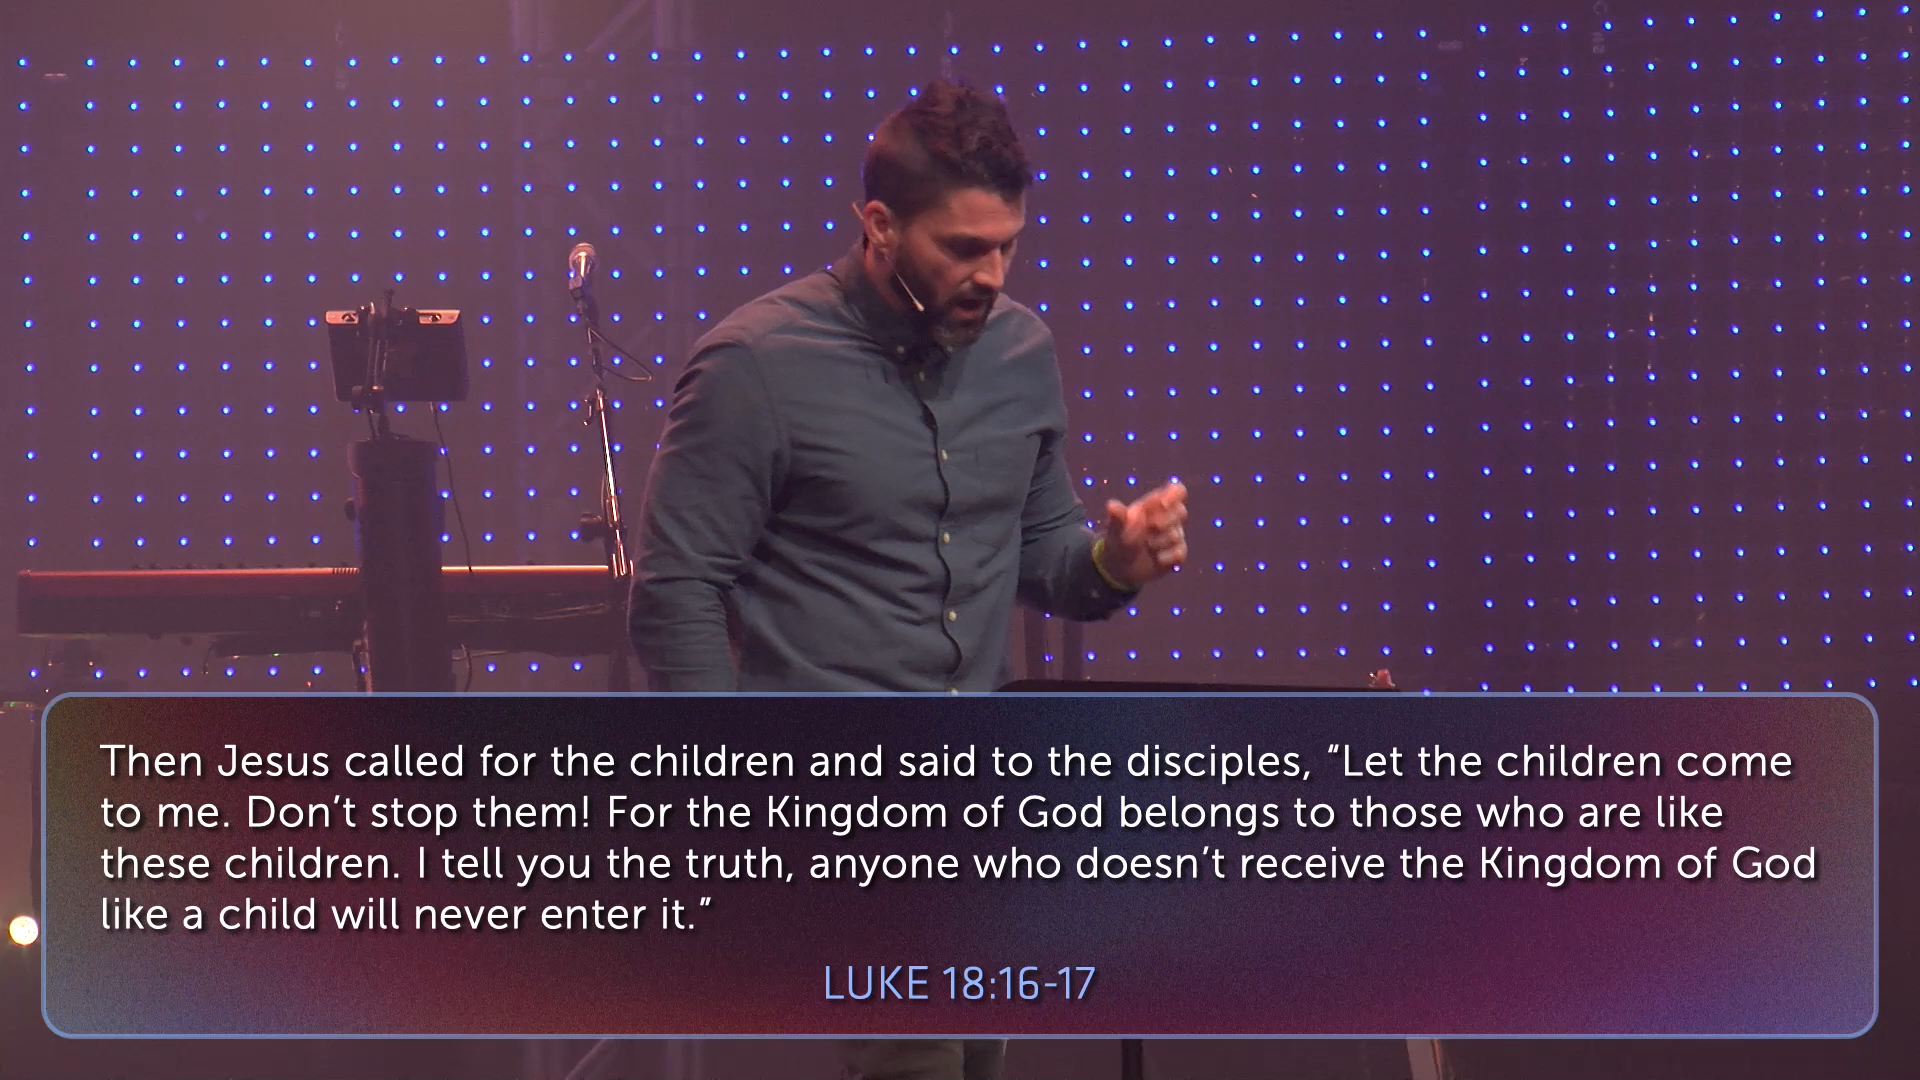 Then Jesus called for the children and said to the disciples, “Let the children come
to me. Don’t stop them! For the Kingdom of God belongs to those who are like
these children. I tell you the truth, anyone who doesn’t receive the Kingdom of God
like a child will never enter it.”
LUKE 18:16-17